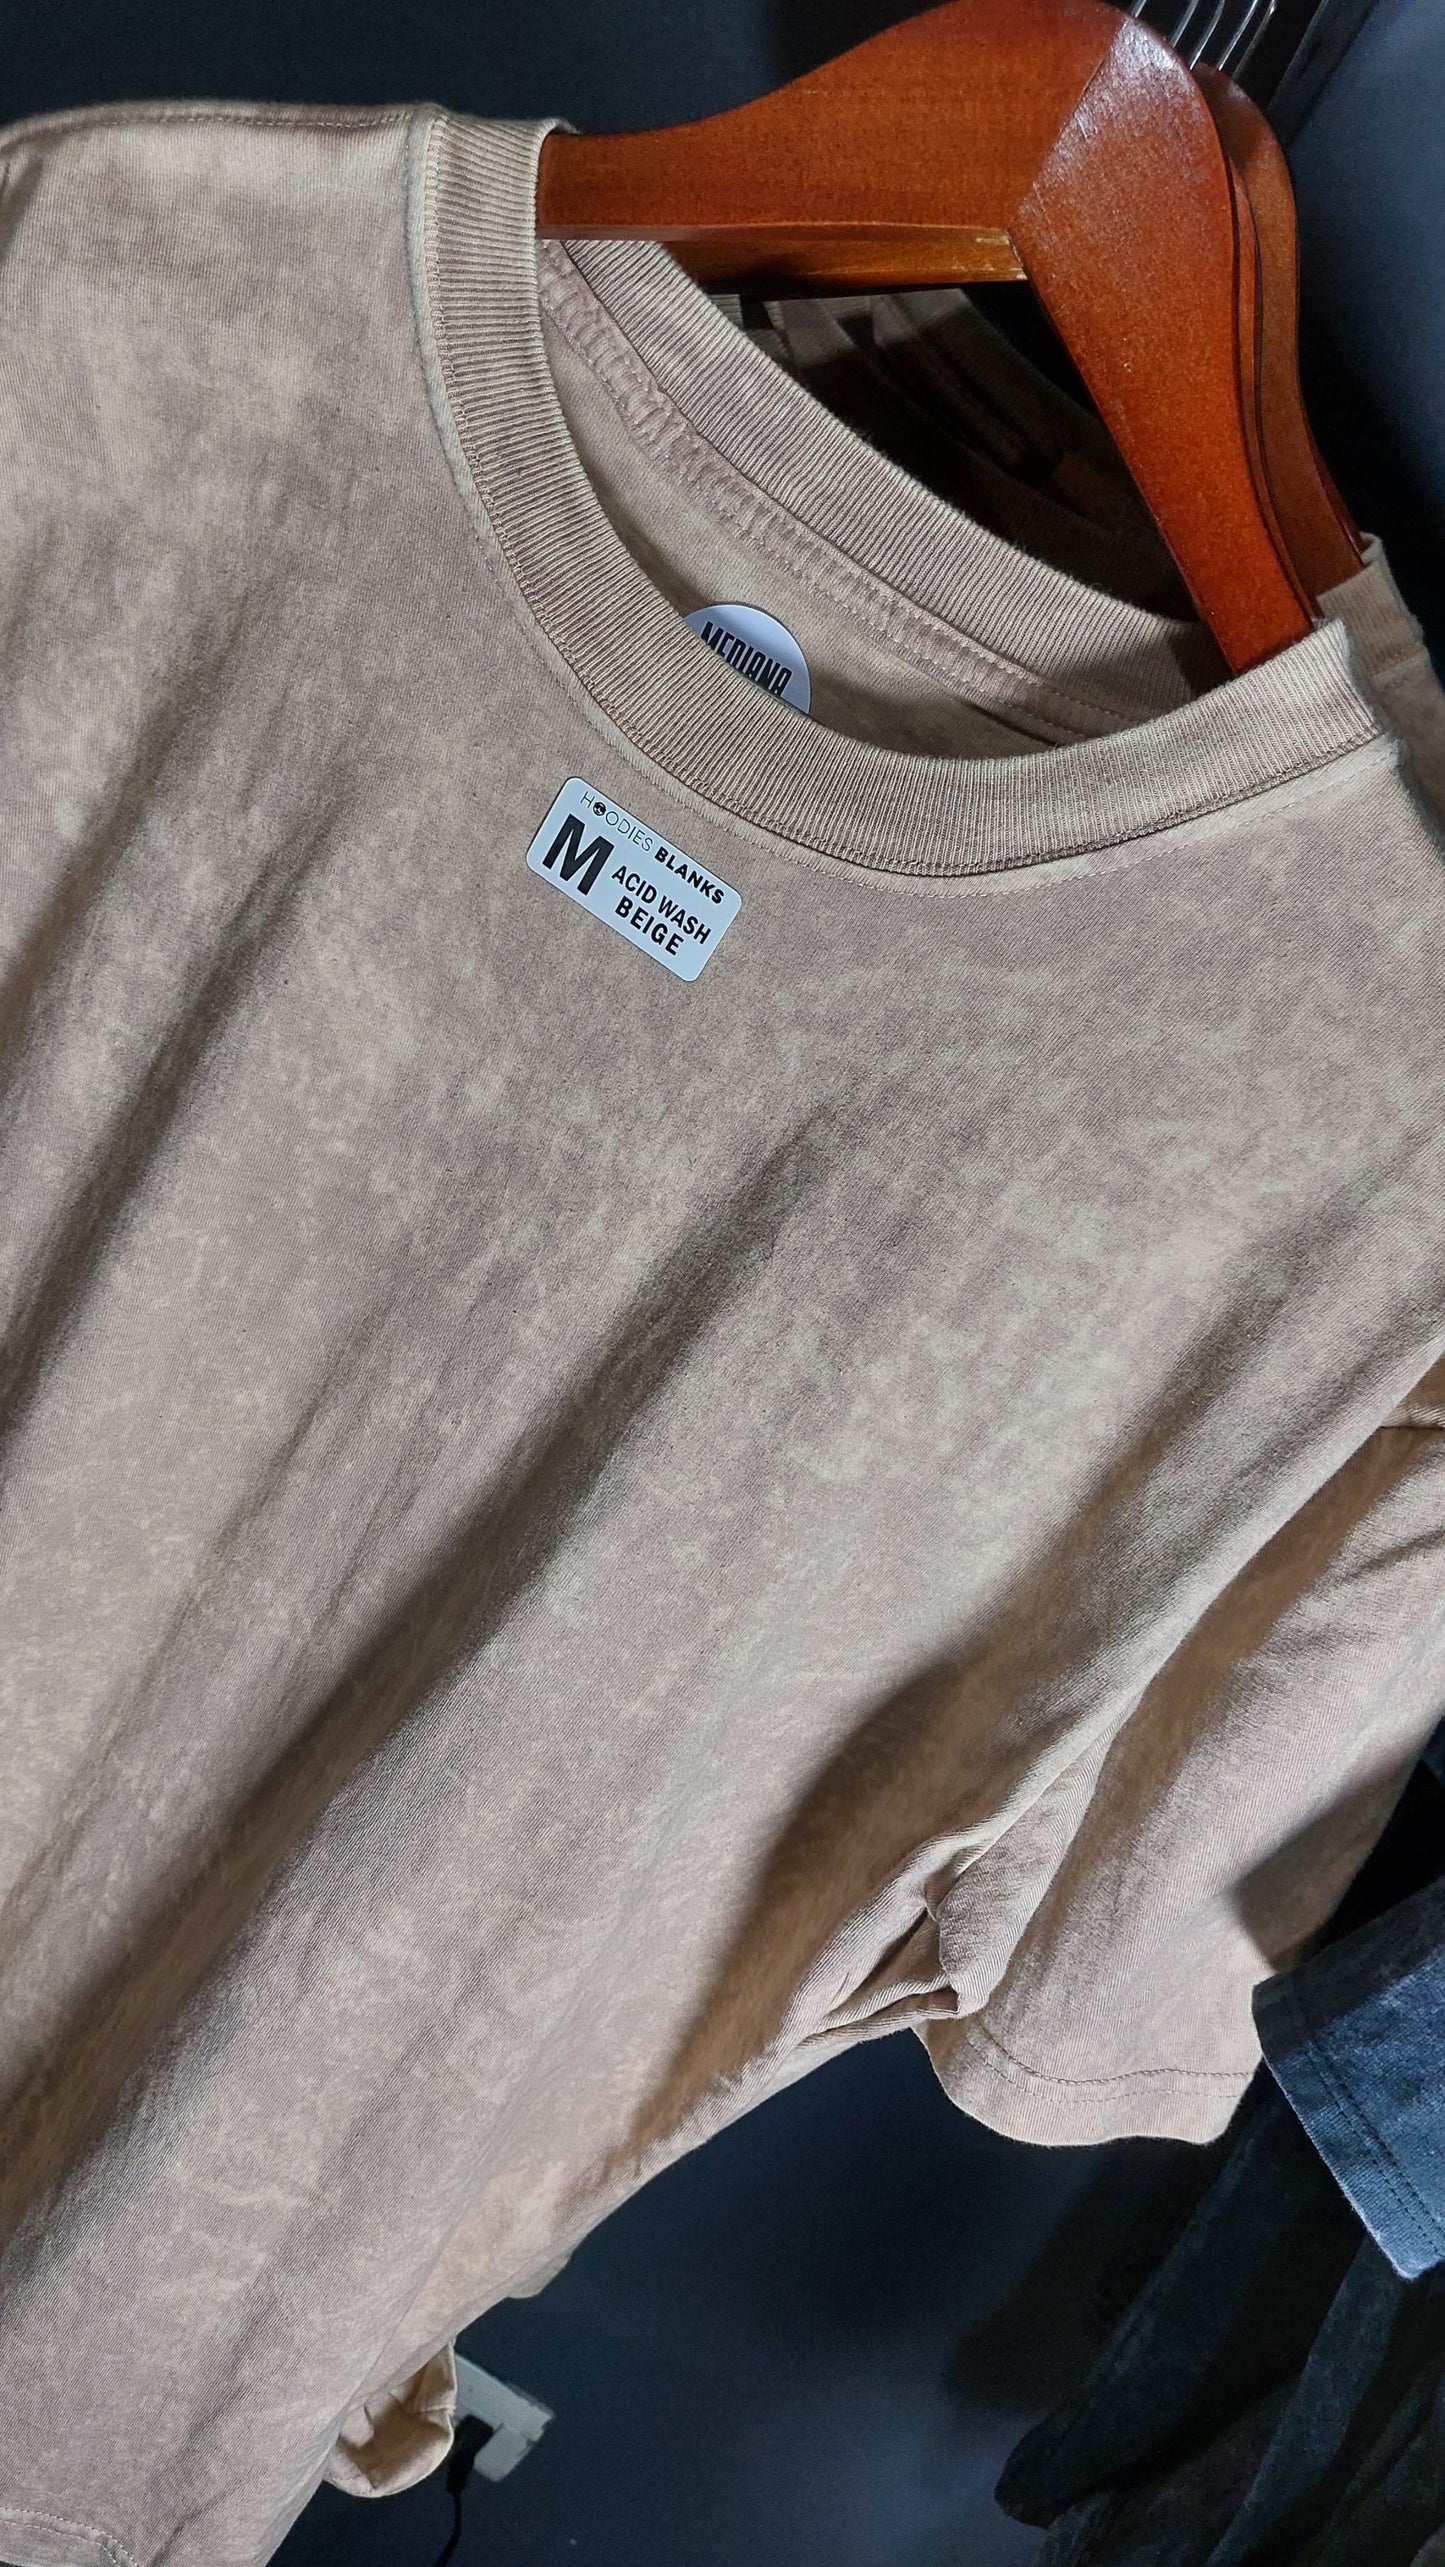 MEDIANA
HOODIES BLANKS
M
ACID WASH
BEIGE